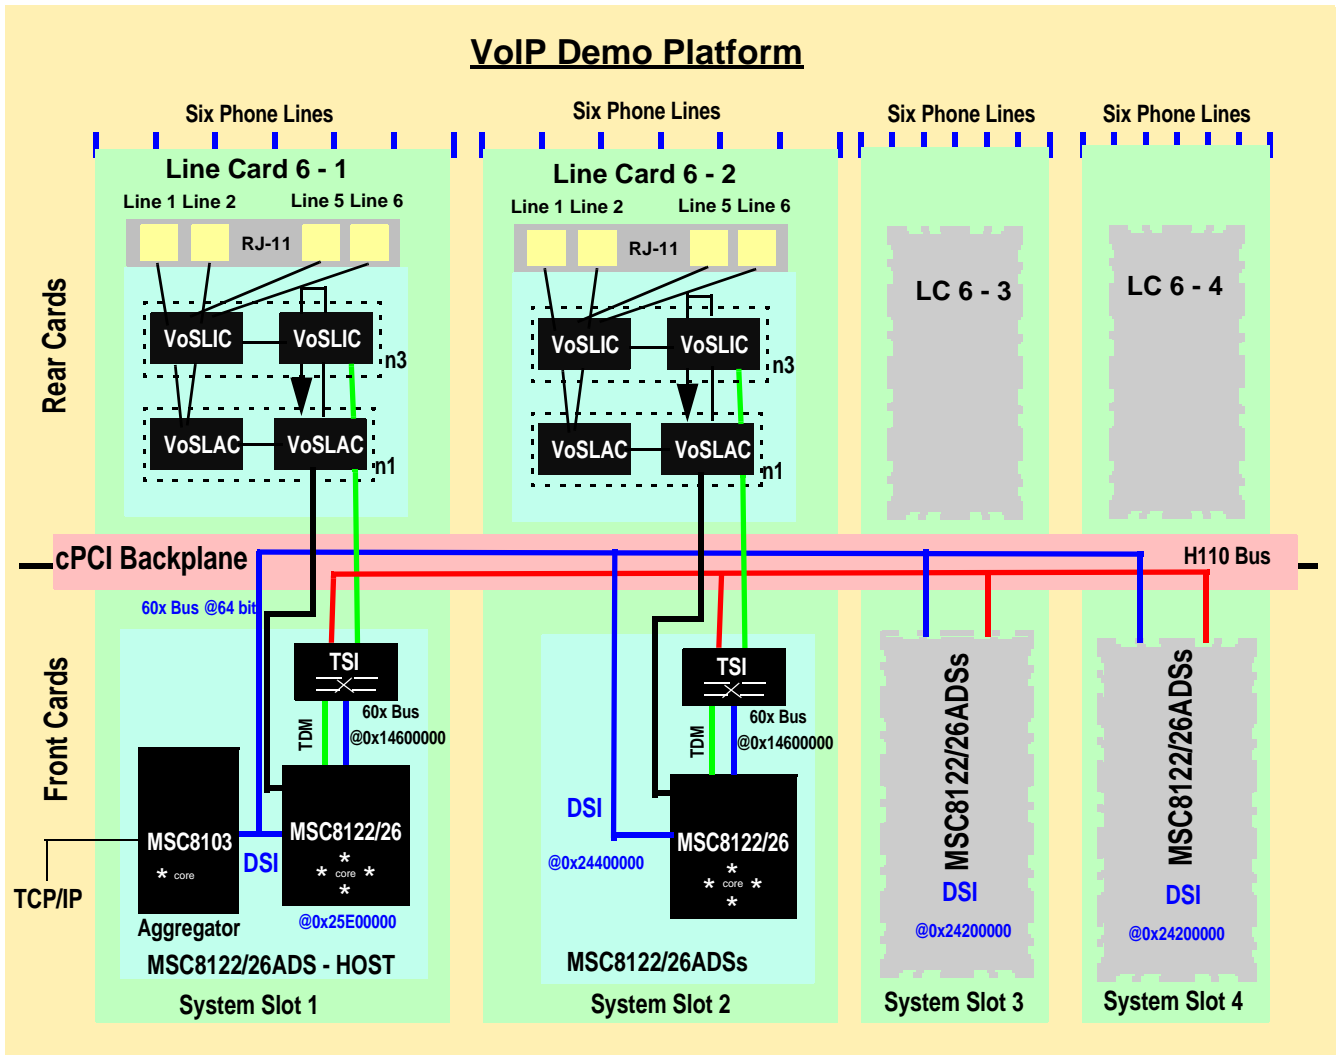 VoIP Demo Platform
Six Phone Lines
Six Phone Lines
Six Phone Lines
Six Phone Lines
Line Card 6 - 1
Line 1 Line 2 Line 5 Line 6
RJ-11
VoSLIC VoSLIC
n3
VoSLAC VoSLAC
n1
Line Card 6 - 2
Line 1 Line 2 Line 5 Line 6
RJ-11
VoSLIC VoSLIC
n3
VoSLAC VoSLAC
n1
LC 6 - 3
LC 6 - 4
Rear Cards
cPCI Backplane
H110 Bus
60x Bus @64 bit
Front Cards
TSI
TDM
60x Bus
@0x14600000
MSC8103
* core
Aggregator
TCP/IP
DSI
MSC8122/26
*
* core *
*
@0x25E00000
MSC8122/26ADS - HOST
System Slot 1
TSI
TDM
60x Bus
@0x14600000
DSI
@0x24400000
MSC8122/26
*
* core *
*
MSC8122/26ADSs
System Slot 2
MSC8122/26ADSs
DSI
@0x24200000
System Slot 3
MSC8122/26ADSs
DSI
@0x24200000
System Slot 4